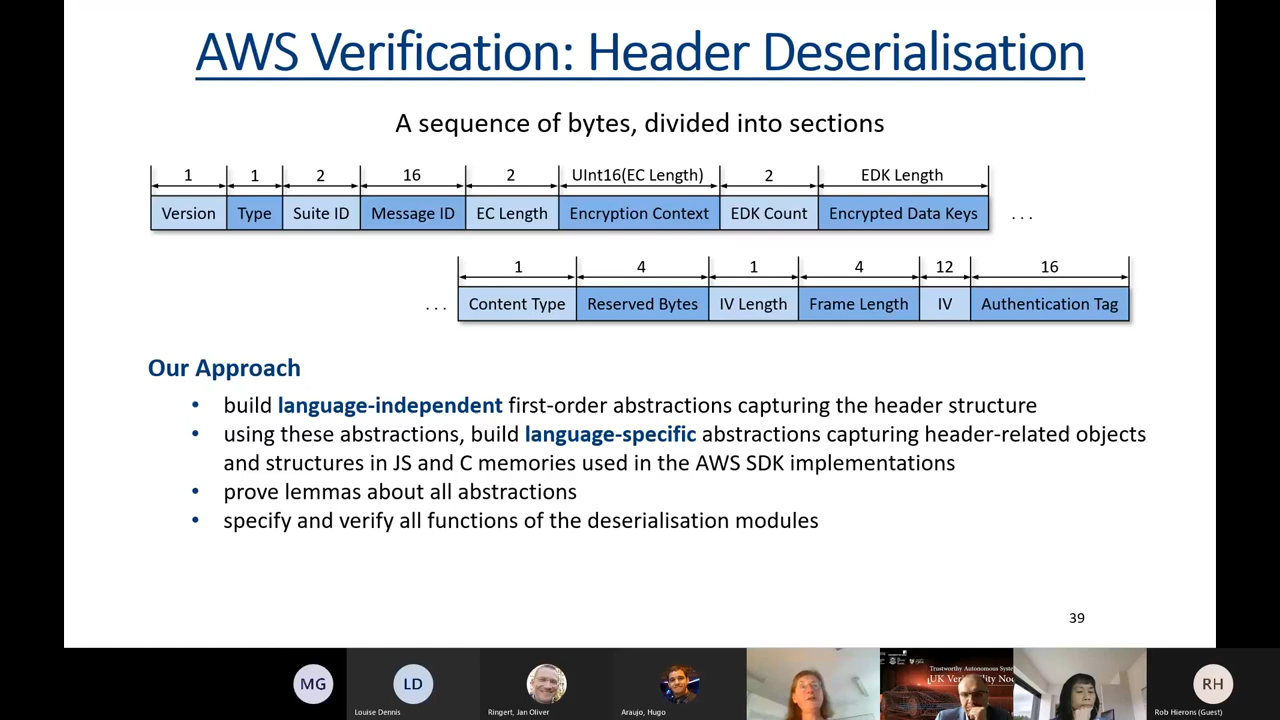 AWS Verification: Header Deserialisation
A sequence of bytes, divided into sections
1 1 2 16 2 UInt16(EC Length) 2 EDK Length
Version Type Suite ID Message ID EC Length Encryption Context EDK Count Encrypted Data Keys ...
1 4 1 4 12 16
... Content Type Reserved Bytes IV Length Frame Length IV Authentication Tag
Our Approach
• build language-independent first-order abstractions capturing the header structure
• using these abstractions, build language-specific abstractions capturing header-related objects
and structures in JS and C memories used in the AWS SDK implementations
• prove lemmas about all abstractions
• specify and verify all functions of the deserialisation modules
39
Trustworthy Autonomous
UK
MG LD RH
Louise Dennis Ringert, Jan Oliver Araujo, Hugo Rob Hierons (Guest)